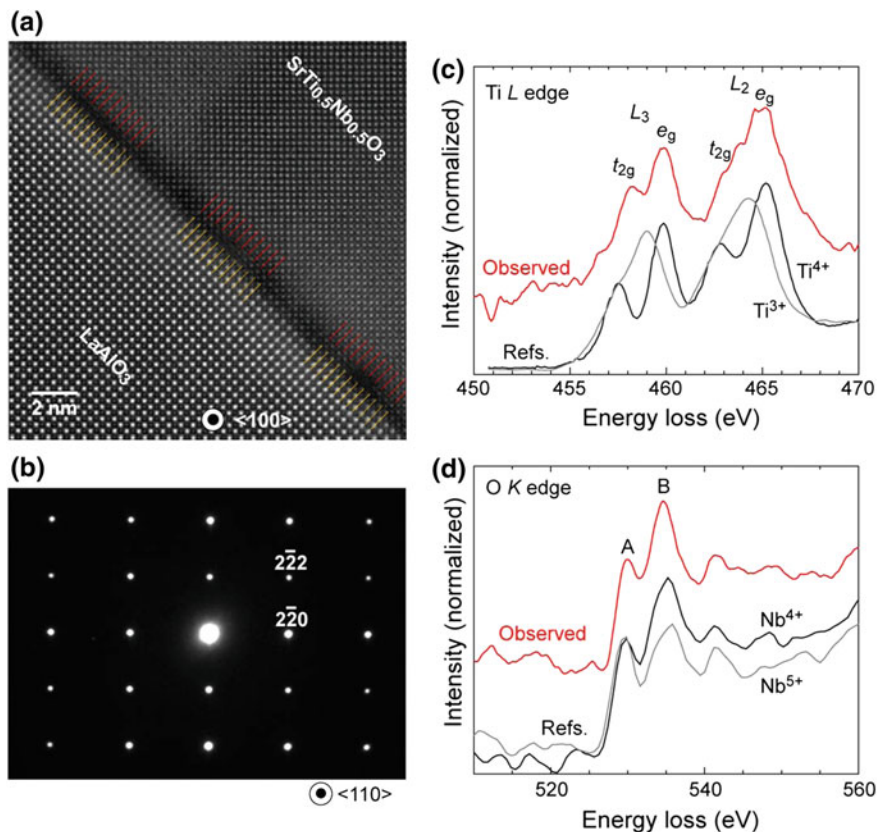 (a)
SrTi0.5Nb0.5O3
LaAlO3
2 nm
<100>
(b)
22̄2
22̄0
<110>
(c)
Ti L edge
L3
eg
t2g
L2
eg
t2g
Observed
Ti4+
Ti3+
Refs.
Intensity (normalized)
450 455 460 465 470
Energy loss (eV)
(d)
O K edge
B
A
Observed
Nb4+
Nb5+
Refs.
Intensity (normalized)
520 540 560
Energy loss (eV)